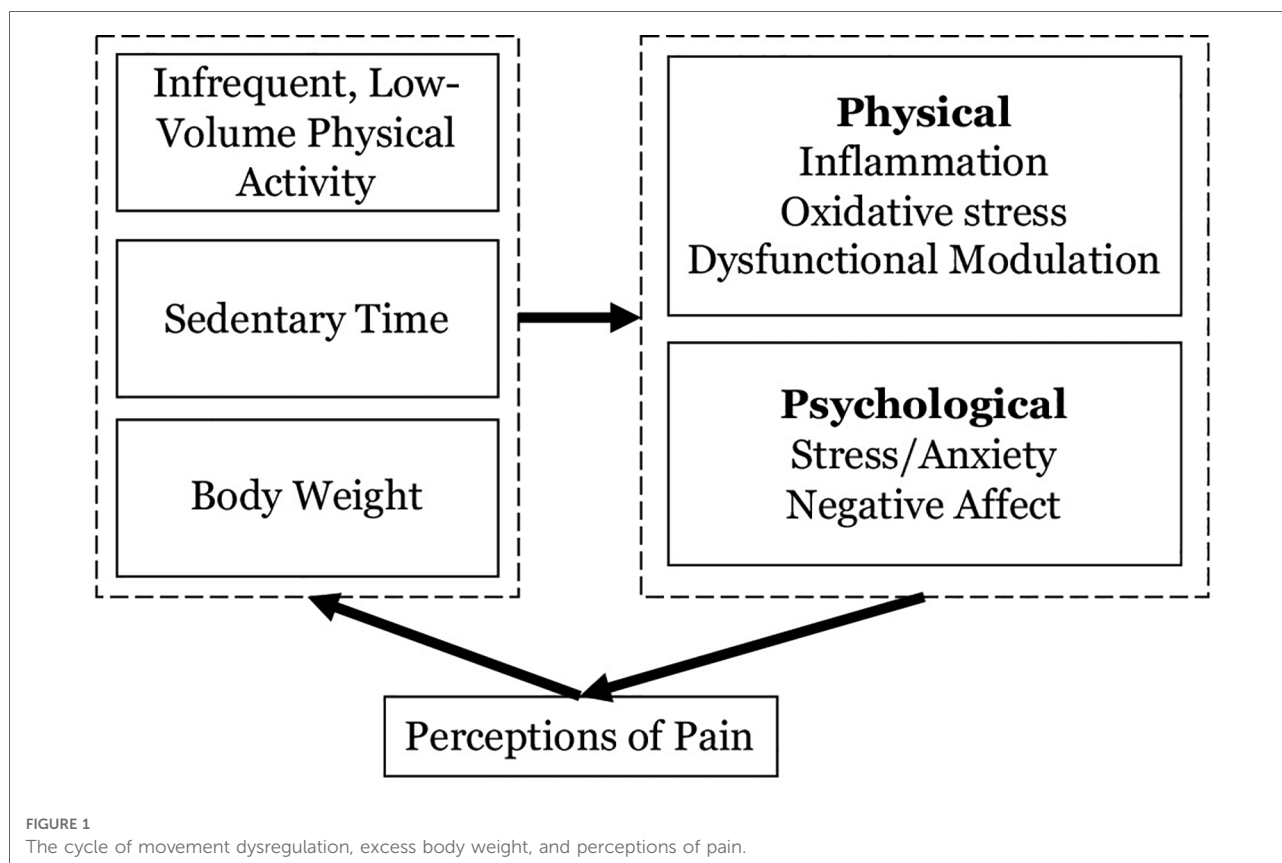 Infrequent, Low-
Volume Physical
Activity
Sedentary Time
Body Weight
Physical
Inflammation
Oxidative stress
Dysfunctional Modulation
Psychological
Stress/Anxiety
Negative Affect
Perceptions of Pain
FIGURE 1
The cycle of movement dysregulation, excess body weight, and perceptions of pain.